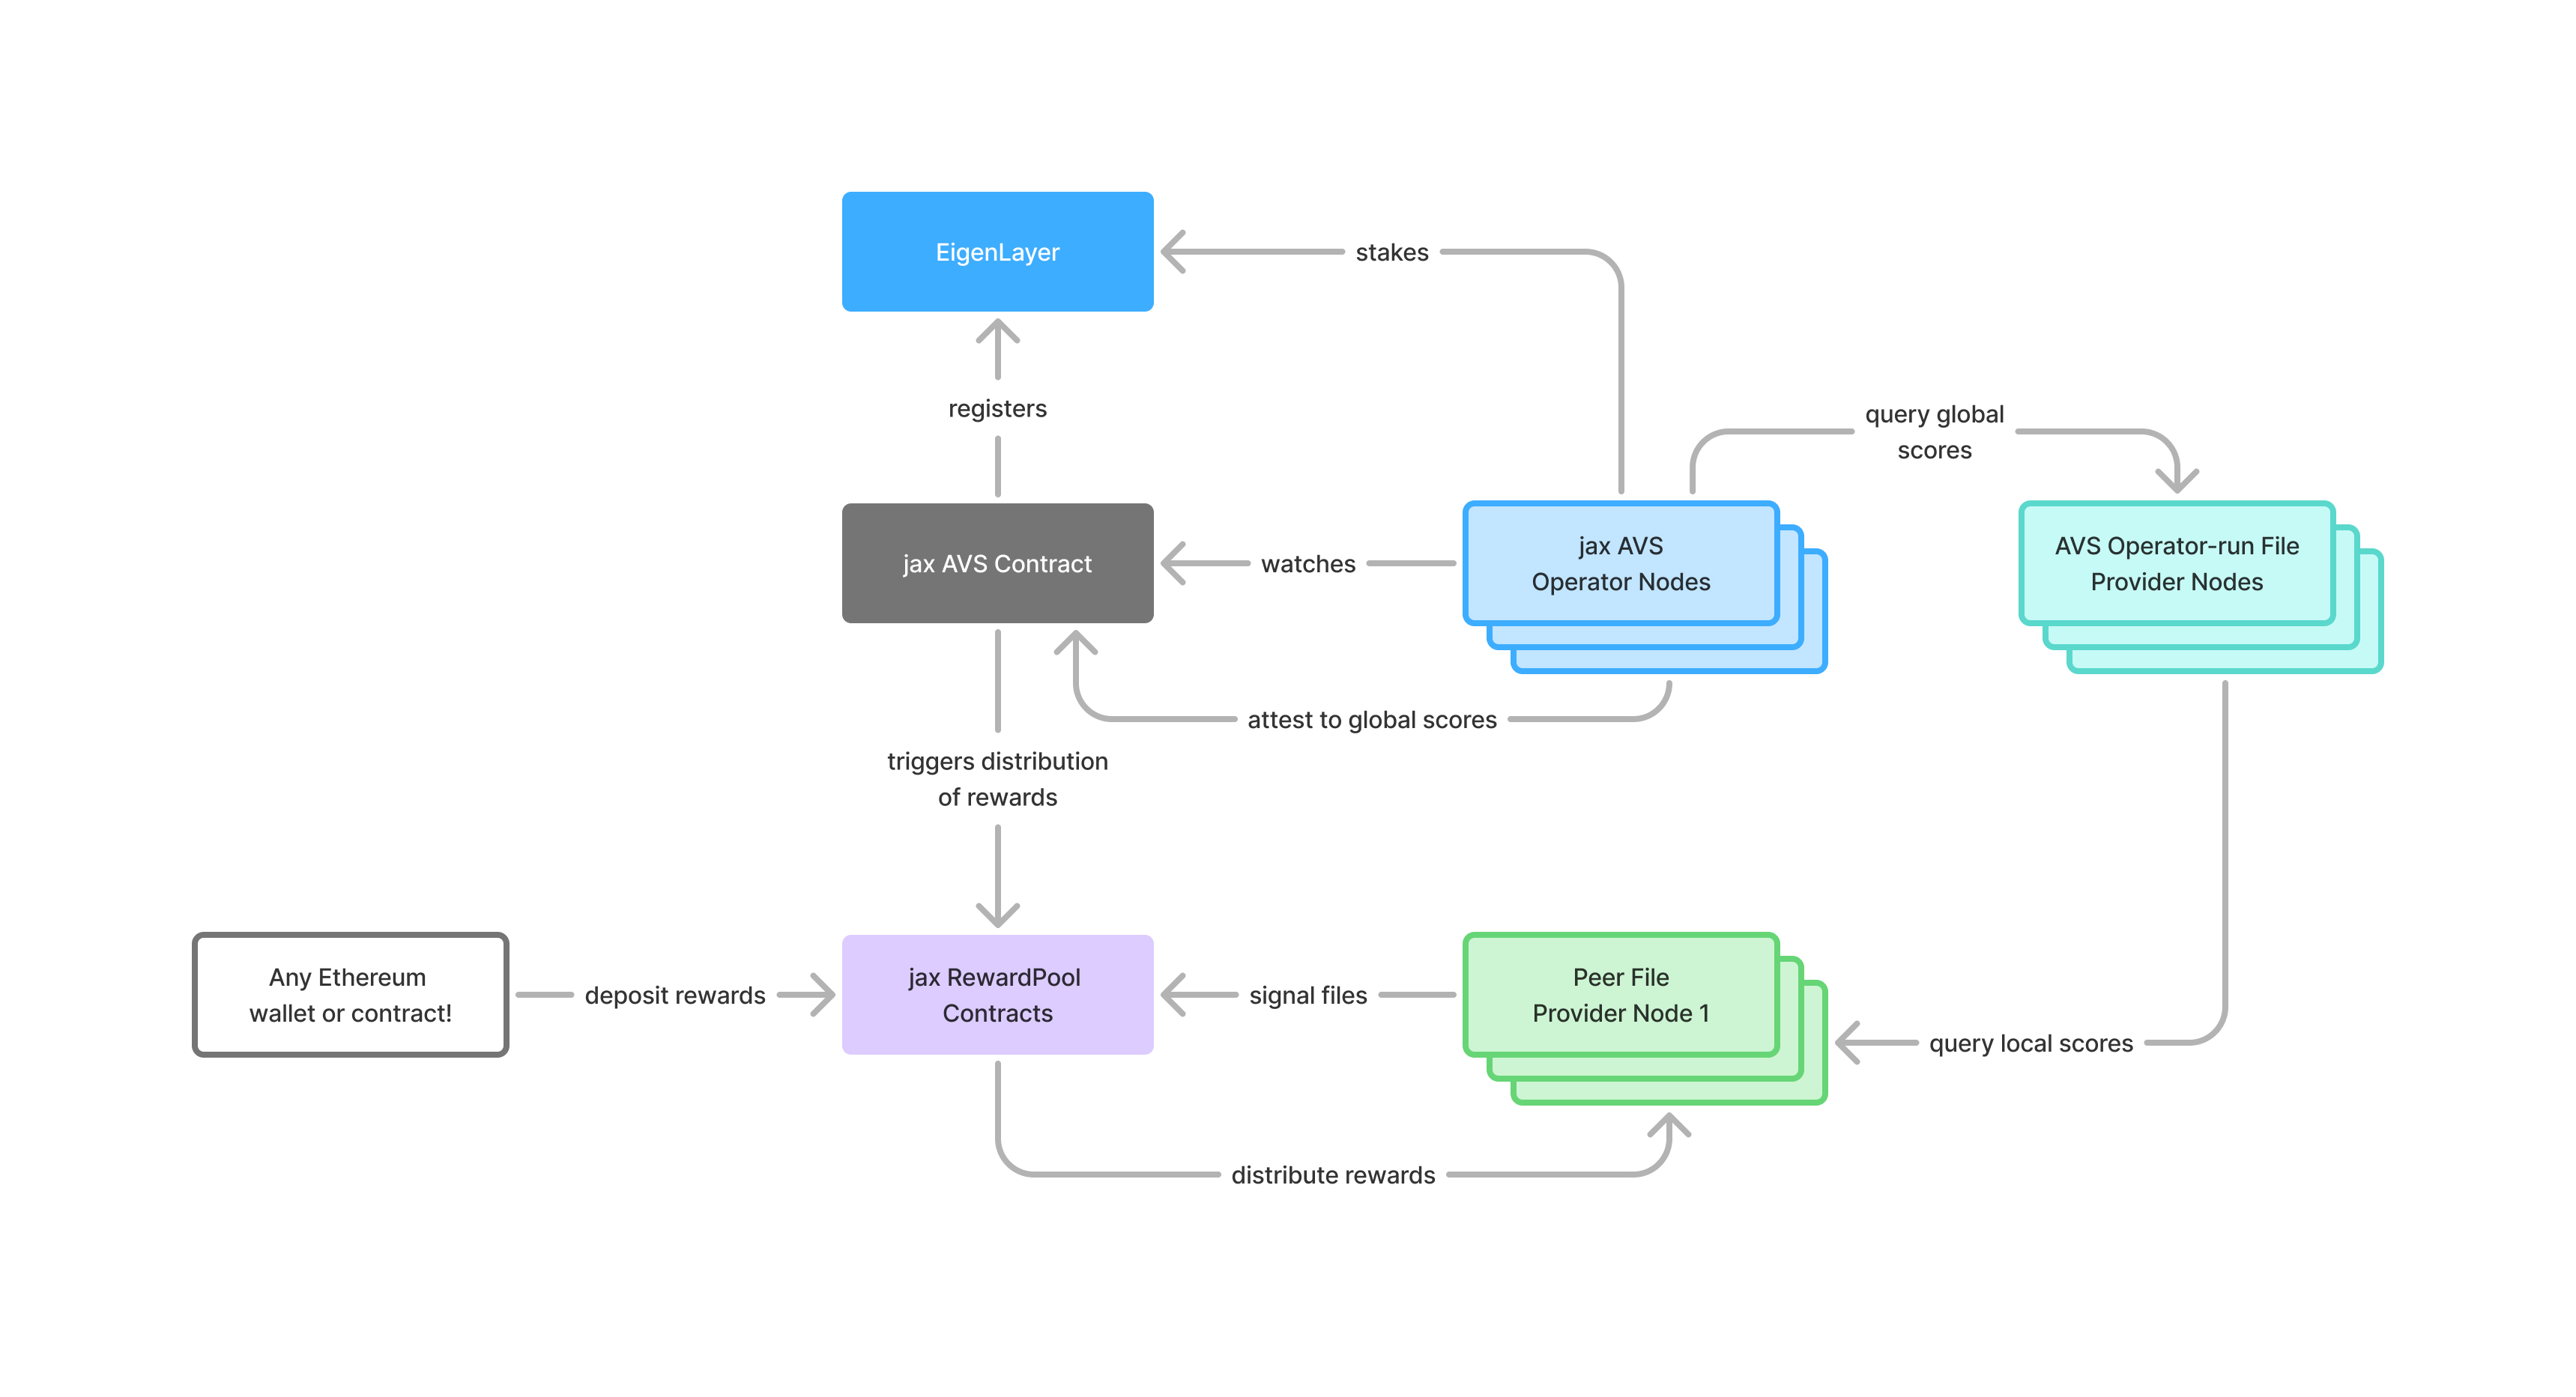 EigenLayer
stakes
registers
query global
scores
jax AVS Contract
watches
jax AVS
Operator Nodes
AVS Operator-run File
Provider Nodes
attest to global scores
triggers distribution
of rewards
Any Ethereum
wallet or contract!
deposit rewards
jax RewardPool
Contracts
signal files
Peer File
Provider Node 1
query local scores
distribute rewards